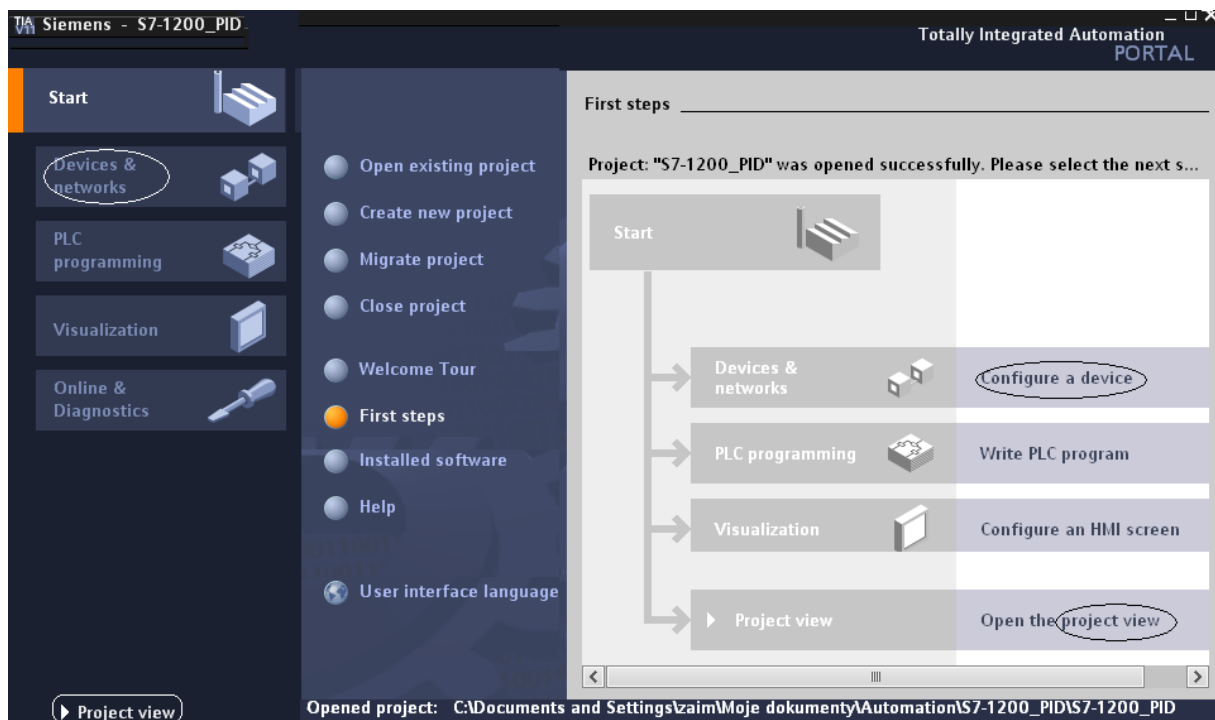 TIA V11 Siemens - S7-1200_PID
Totally Integrated Automation
PORTAL
Start
Devices &
networks
PLC
programming
Visualization
Online &
Diagnostics
Project view
Open existing project
Create new project
Migrate project
Close project
Welcome Tour
First steps
Installed software
Help
User interface language
First steps
Project: "S7-1200_PID" was opened successfully. Please select the next s...
Start
Devices &
networks
Configure a device
PLC programming
Write PLC program
Visualization
Configure an HMI screen
Project view
Open the project view
Opened project: C:\Documents and Settings\zaim\Moje dokumenty\Automation\S7-1200_PID\S7-1200_PID